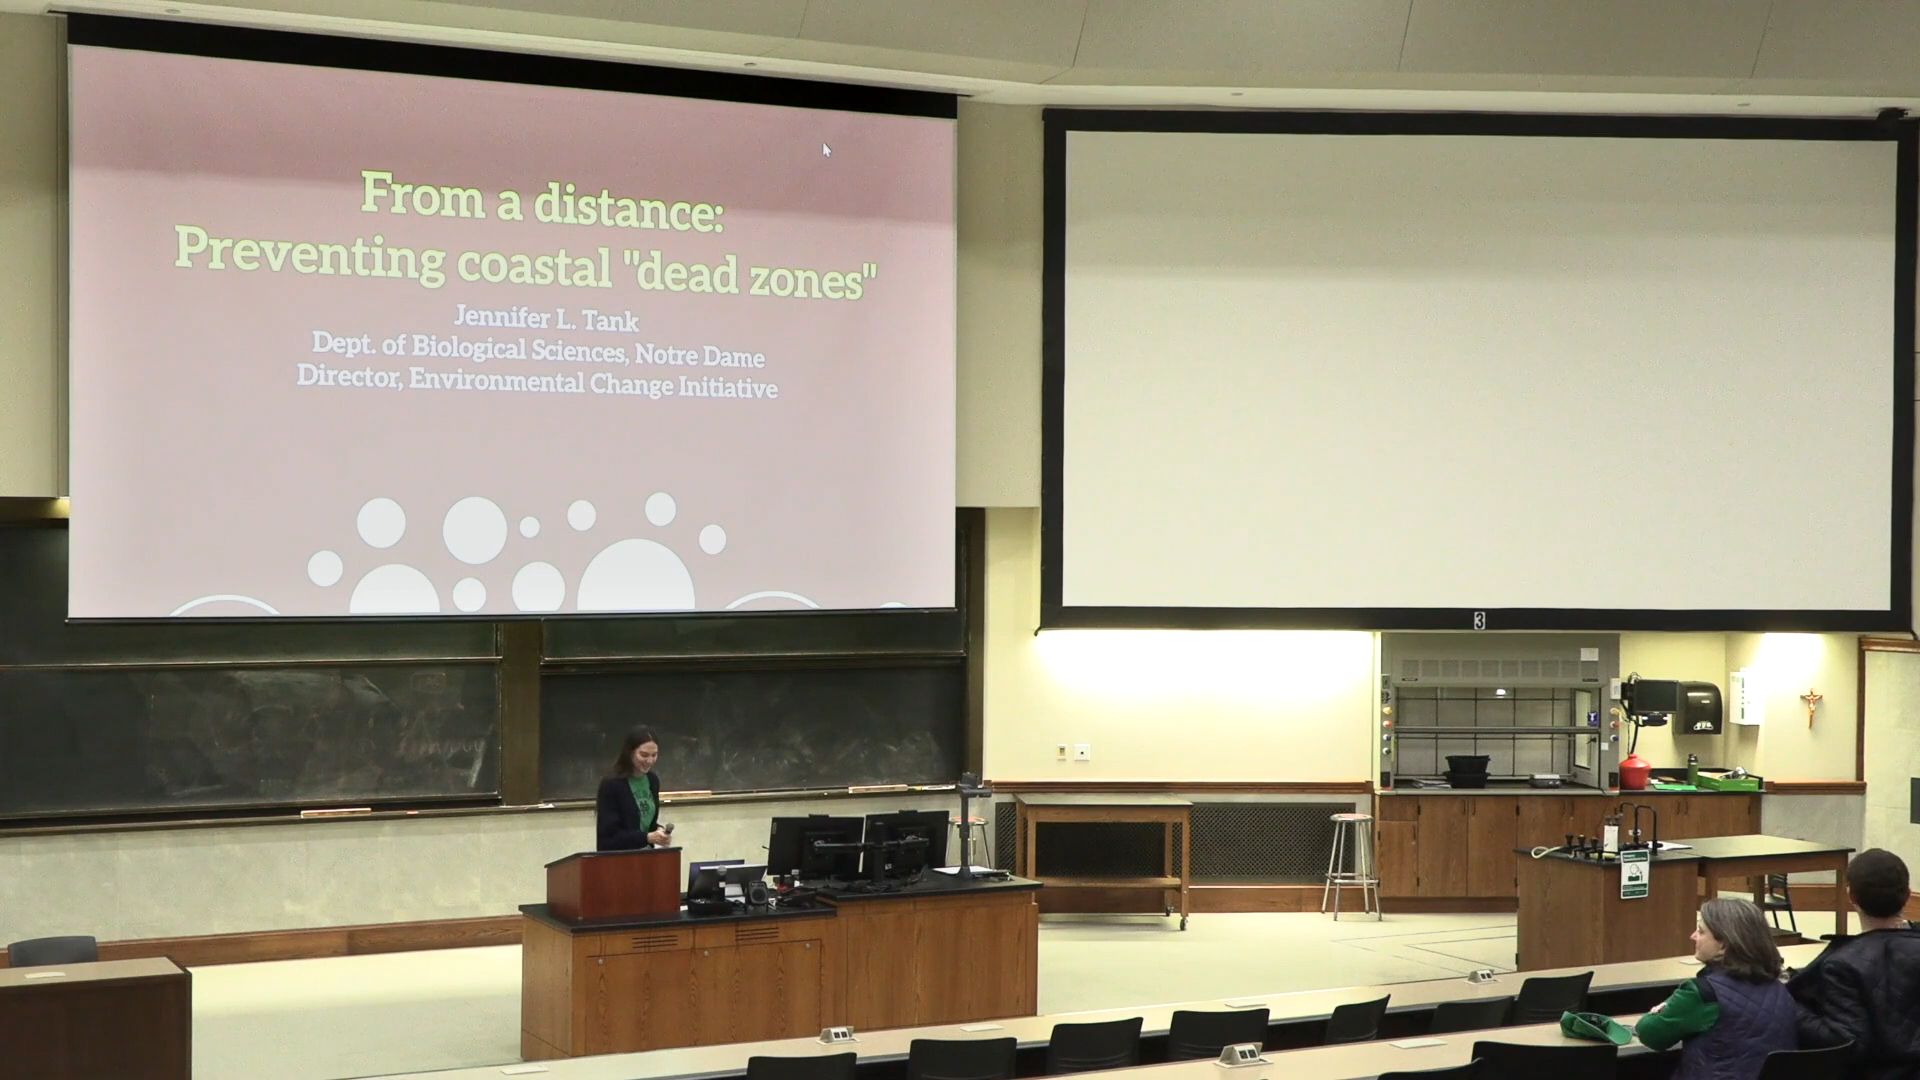 From a distance:
Preventing coastal "dead zones"
Jennifer L. Tank
Dept. of Biological Sciences, Notre Dame
Director, Environmental Change Initiative
3